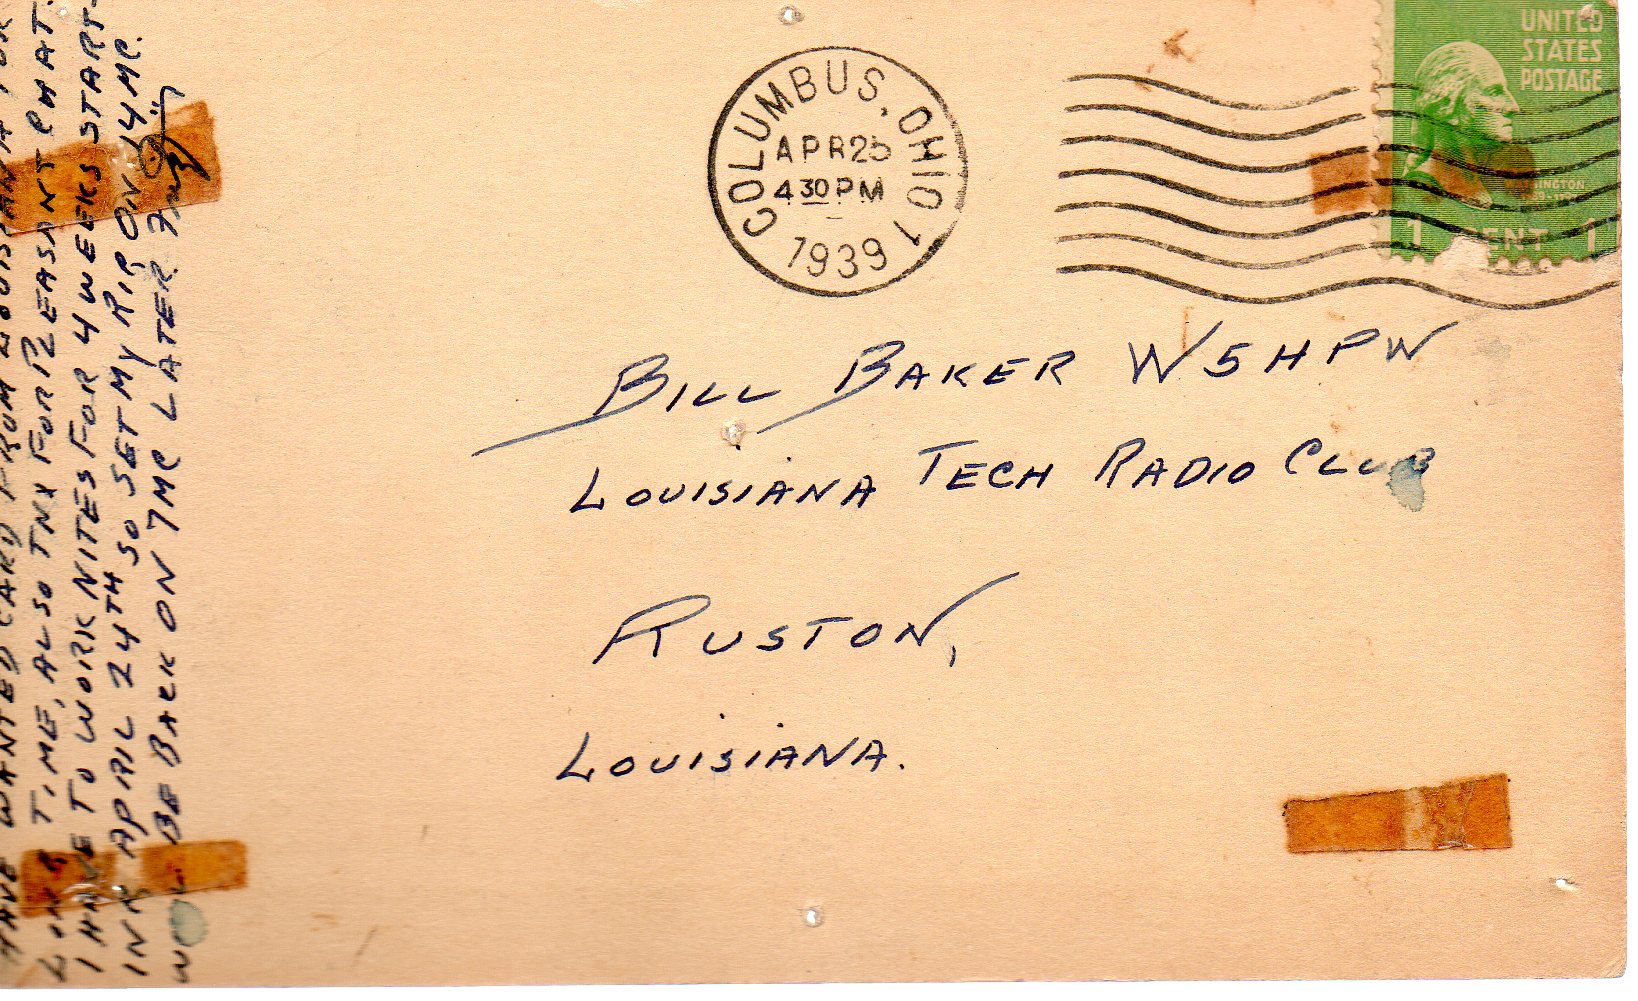 COLUMBUS, OHIO 1
APR 25
4 30 PM
1939
UNITED
STATES
POSTAGE
1 CENT 1
BILL BAKER W5HPW
LOUISIANA TECH RADIO CLUB
RUSTON,
LOUISIANA.
HAVE WANTED CARD FROM LOUISIANA FOR
LONG TIME, ALSO TNX FOR PLEASANT CHAT.
I HAVE TO WORK NITES FOR 4 WEEKS START-
ING APRIL 24TH SO SET MY RIG ON 14 MC.
WILL BE BACK ON 7MC LATER 73